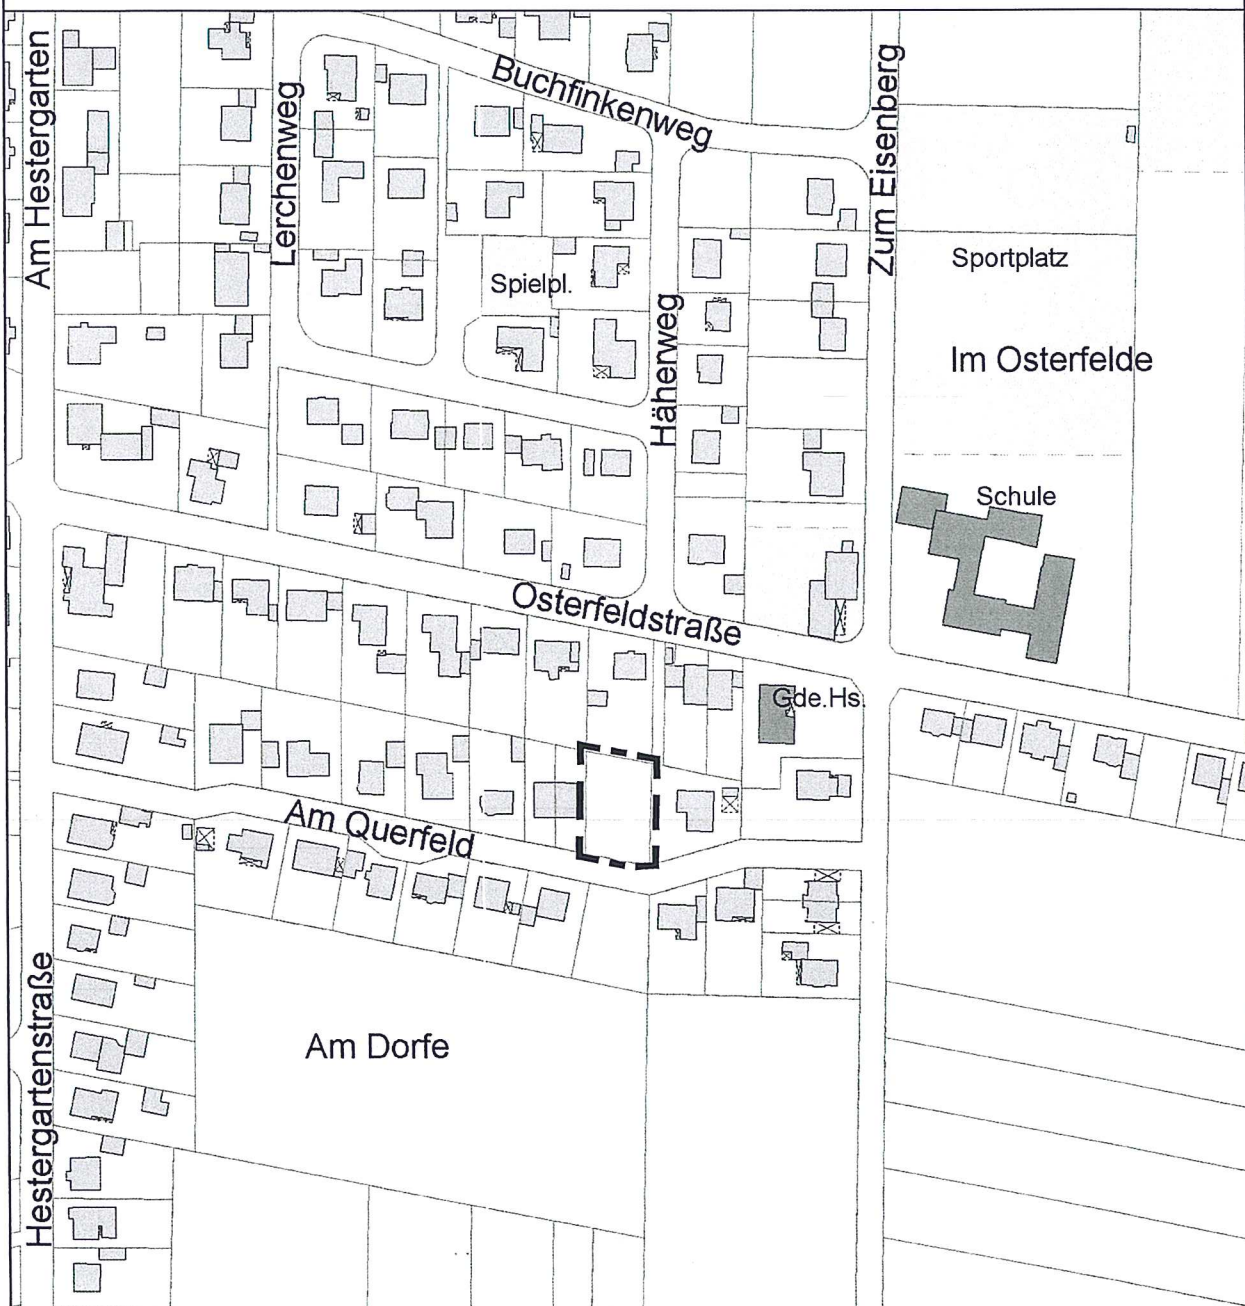 Am Hestergarten
Lerchenweg
Buchfinkenweg
Zum Eisenberg
Spielpl.
Häherweg
Sportplatz
Im Osterfelde
Schule
Osterfeldstraße
Gde.Hs.
Am Querfeld
Hestergartenstraße
Am Dorfe